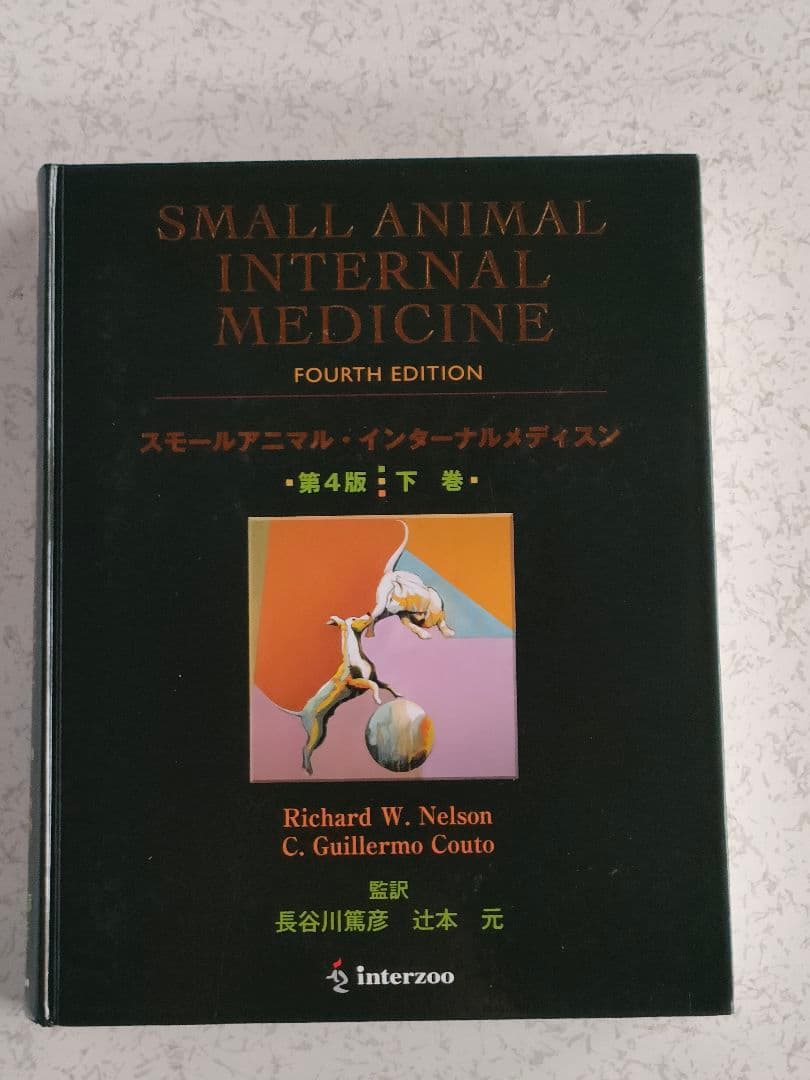 SMALL ANIMAL
INTERNAL
MEDICINE
FOURTH EDITION
スモールアニマル・インターナルメディスン
第4版 下巻
Richard W. Nelson
C. Guillermo Couto
監訳
長谷川篤彦 辻本 元
interzoo